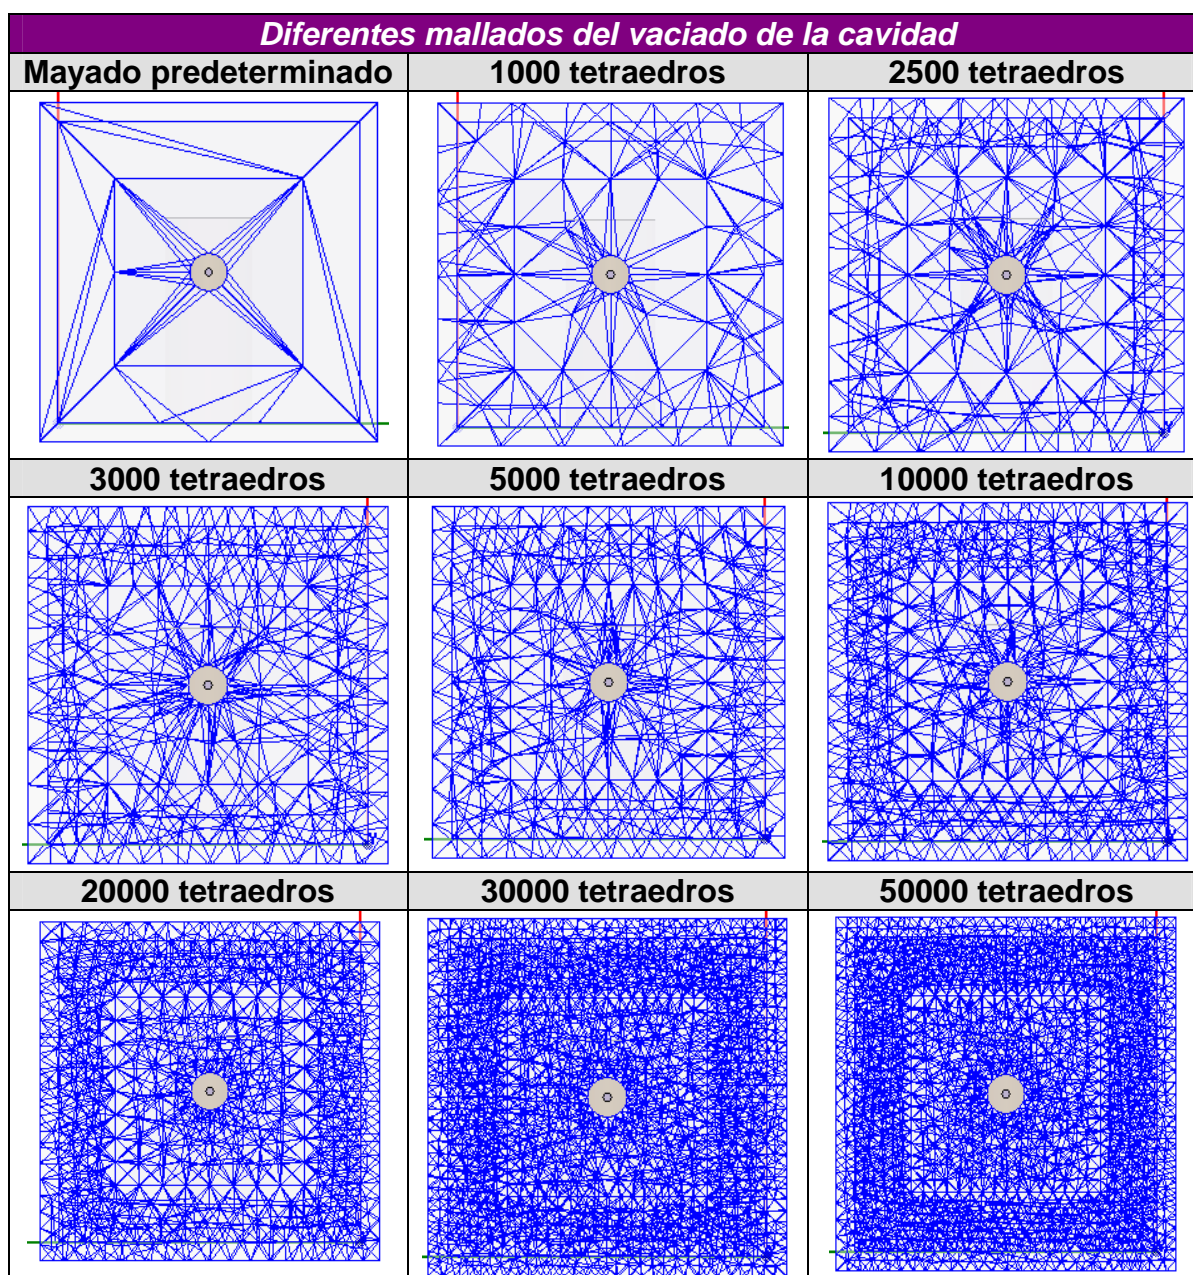 Diferentes mallados del vaciado de la cavidad
Mayado predeterminado
1000 tetraedros
2500 tetraedros
3000 tetraedros
5000 tetraedros
10000 tetraedros
20000 tetraedros
30000 tetraedros
50000 tetraedros